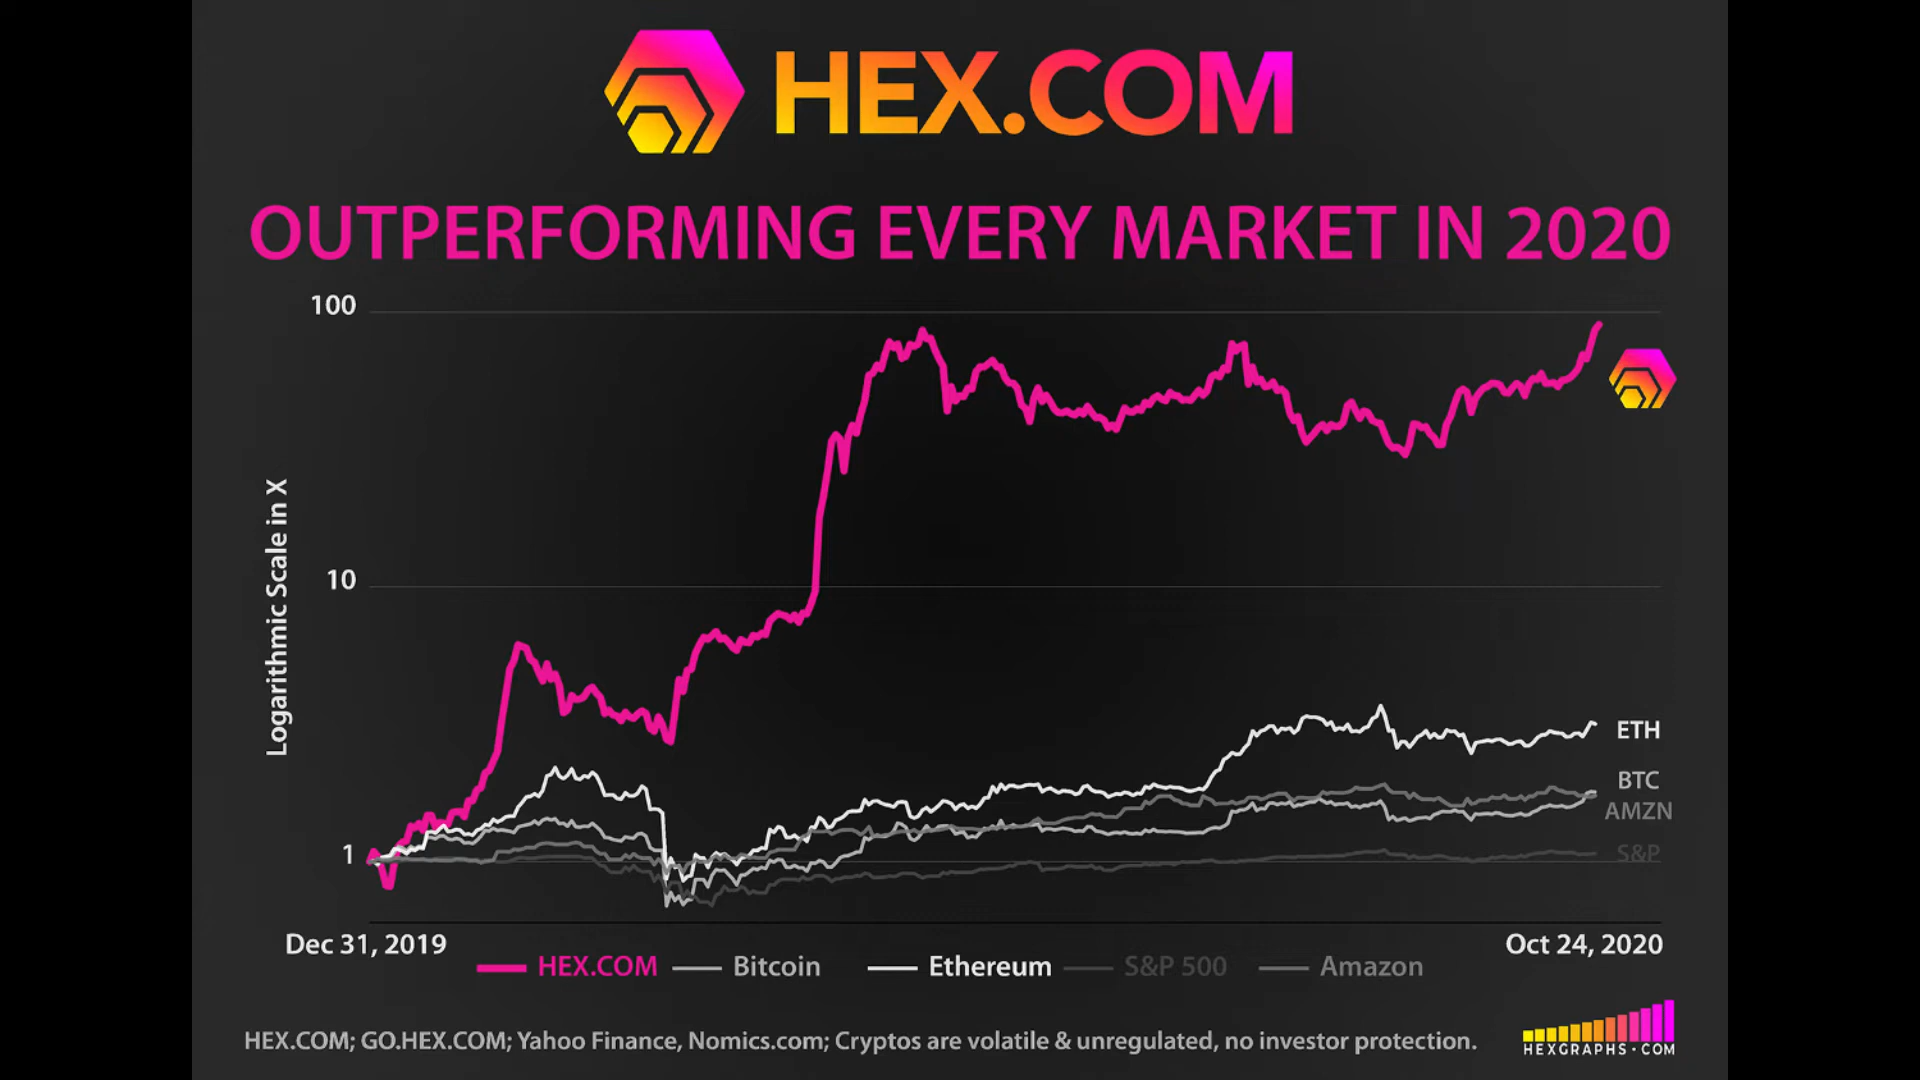 HEX.COM
OUTPERFORMING EVERY MARKET IN 2020
100
10
1
Logarithmic Scale in X
ETH
BTC
AMZN
S&P
Dec 31, 2019
Oct 24, 2020
HEX.COM Bitcoin Ethereum S&P 500 Amazon
HEX.COM; GO.HEX.COM; Yahoo Finance, Nomics.com; Cryptos are volatile & unregulated, no investor protection.
HEXGRAPHS.COM